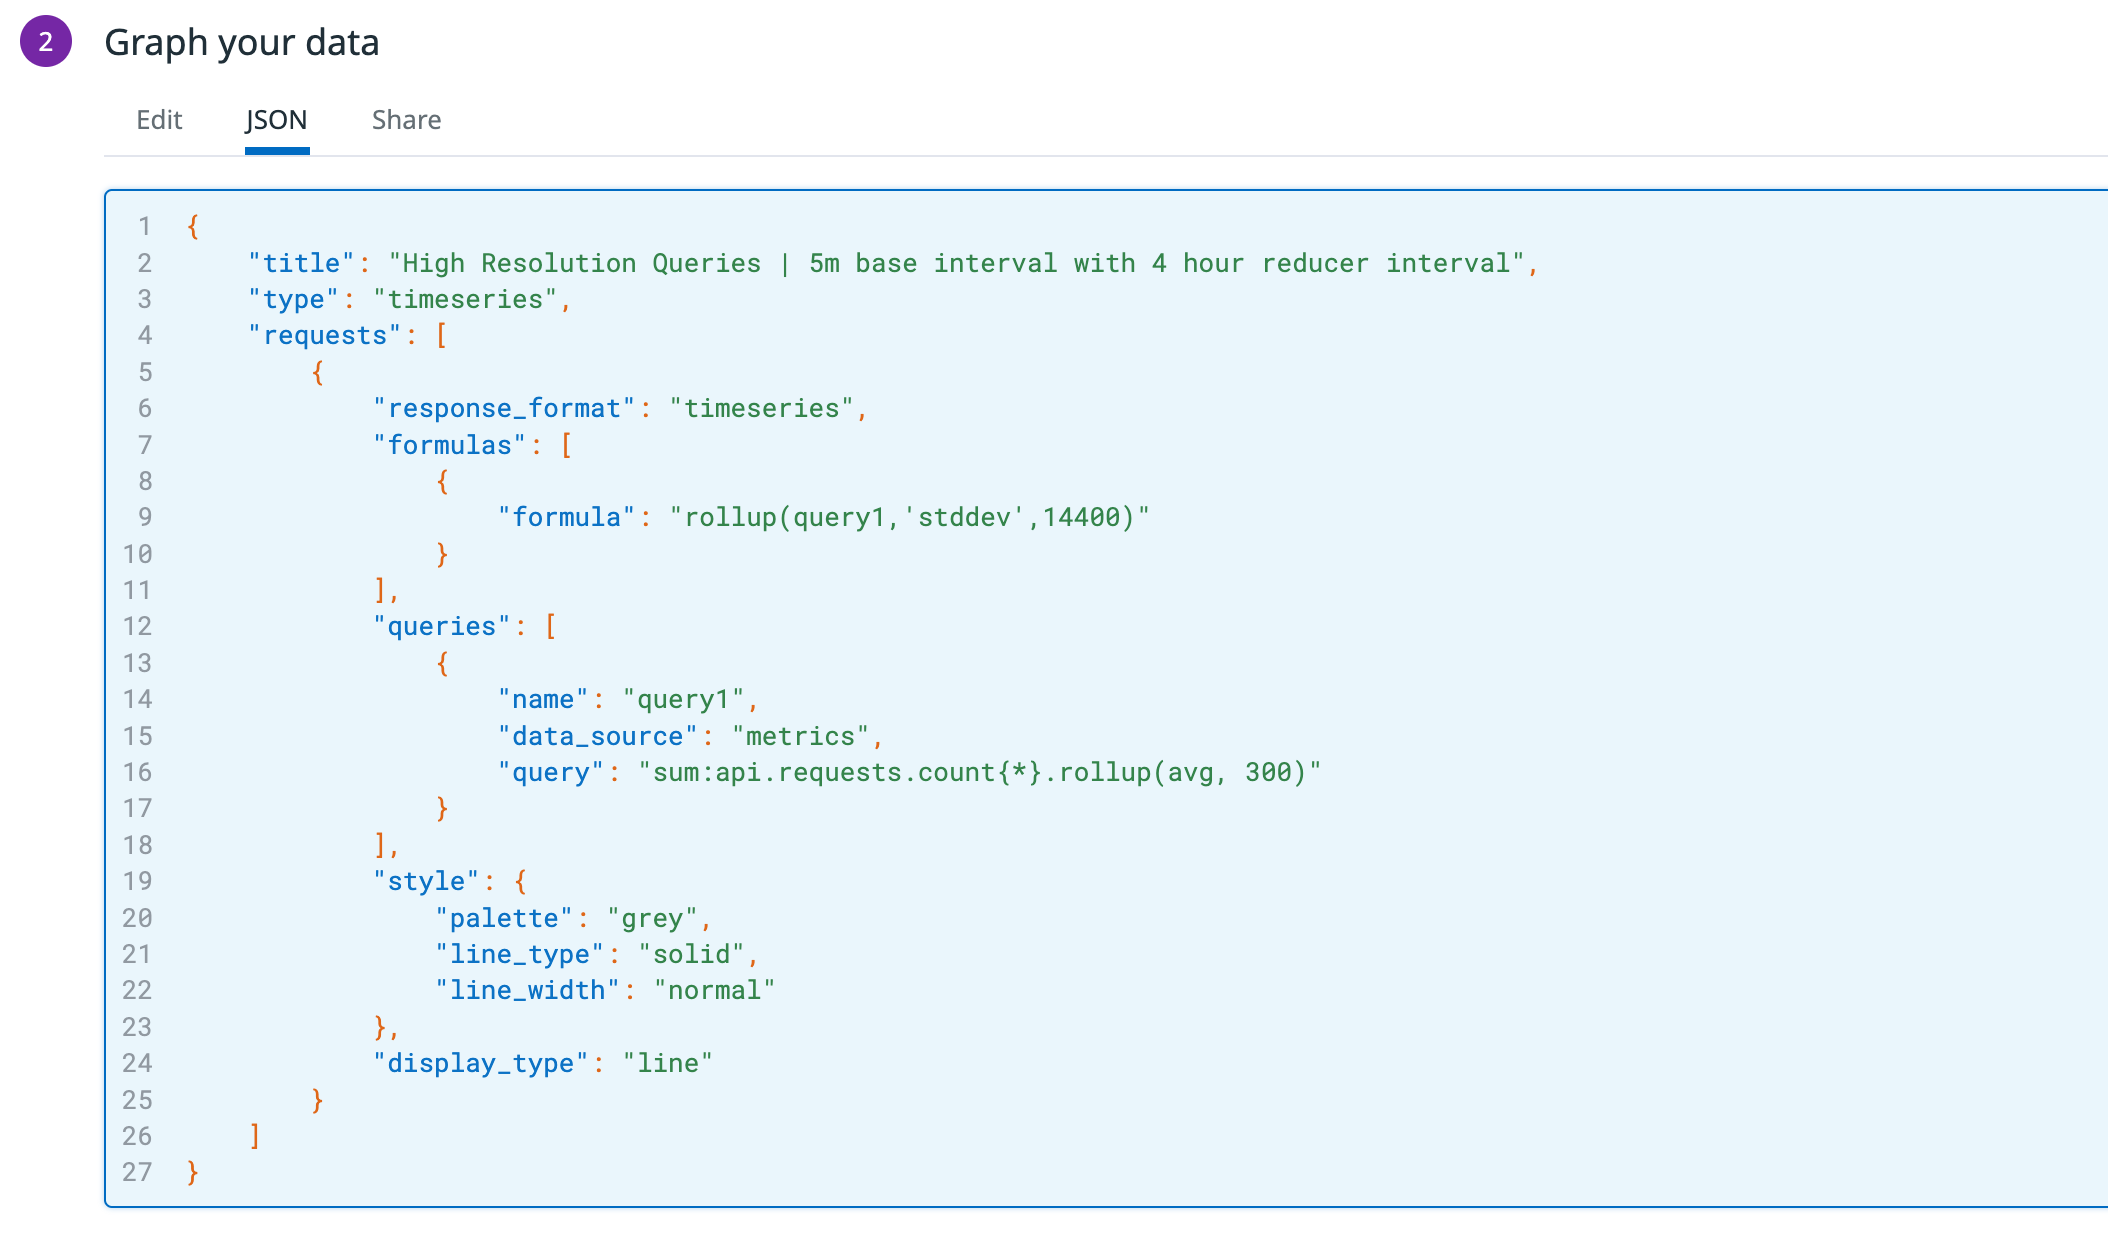 2 Graph your data
Edit JSON Share
1 {
2     "title": "High Resolution Queries | 5m base interval with 4 hour reducer interval",
3     "type": "timeseries",
4     "requests": [
5         {
6             "response_format": "timeseries",
7             "formulas": [
8                 {
9                     "formula": "rollup(query1,'stddev',14400)"
10                 }
11             ],
12             "queries": [
13                 {
14                     "name": "query1",
15                     "data_source": "metrics",
16                     "query": "sum:api.requests.count{*}.rollup(avg, 300)"
17                 }
18             ],
19             "style": {
20                 "palette": "grey",
21                 "line_type": "solid",
22                 "line_width": "normal"
23             },
24             "display_type": "line"
25         }
26     ]
27 }